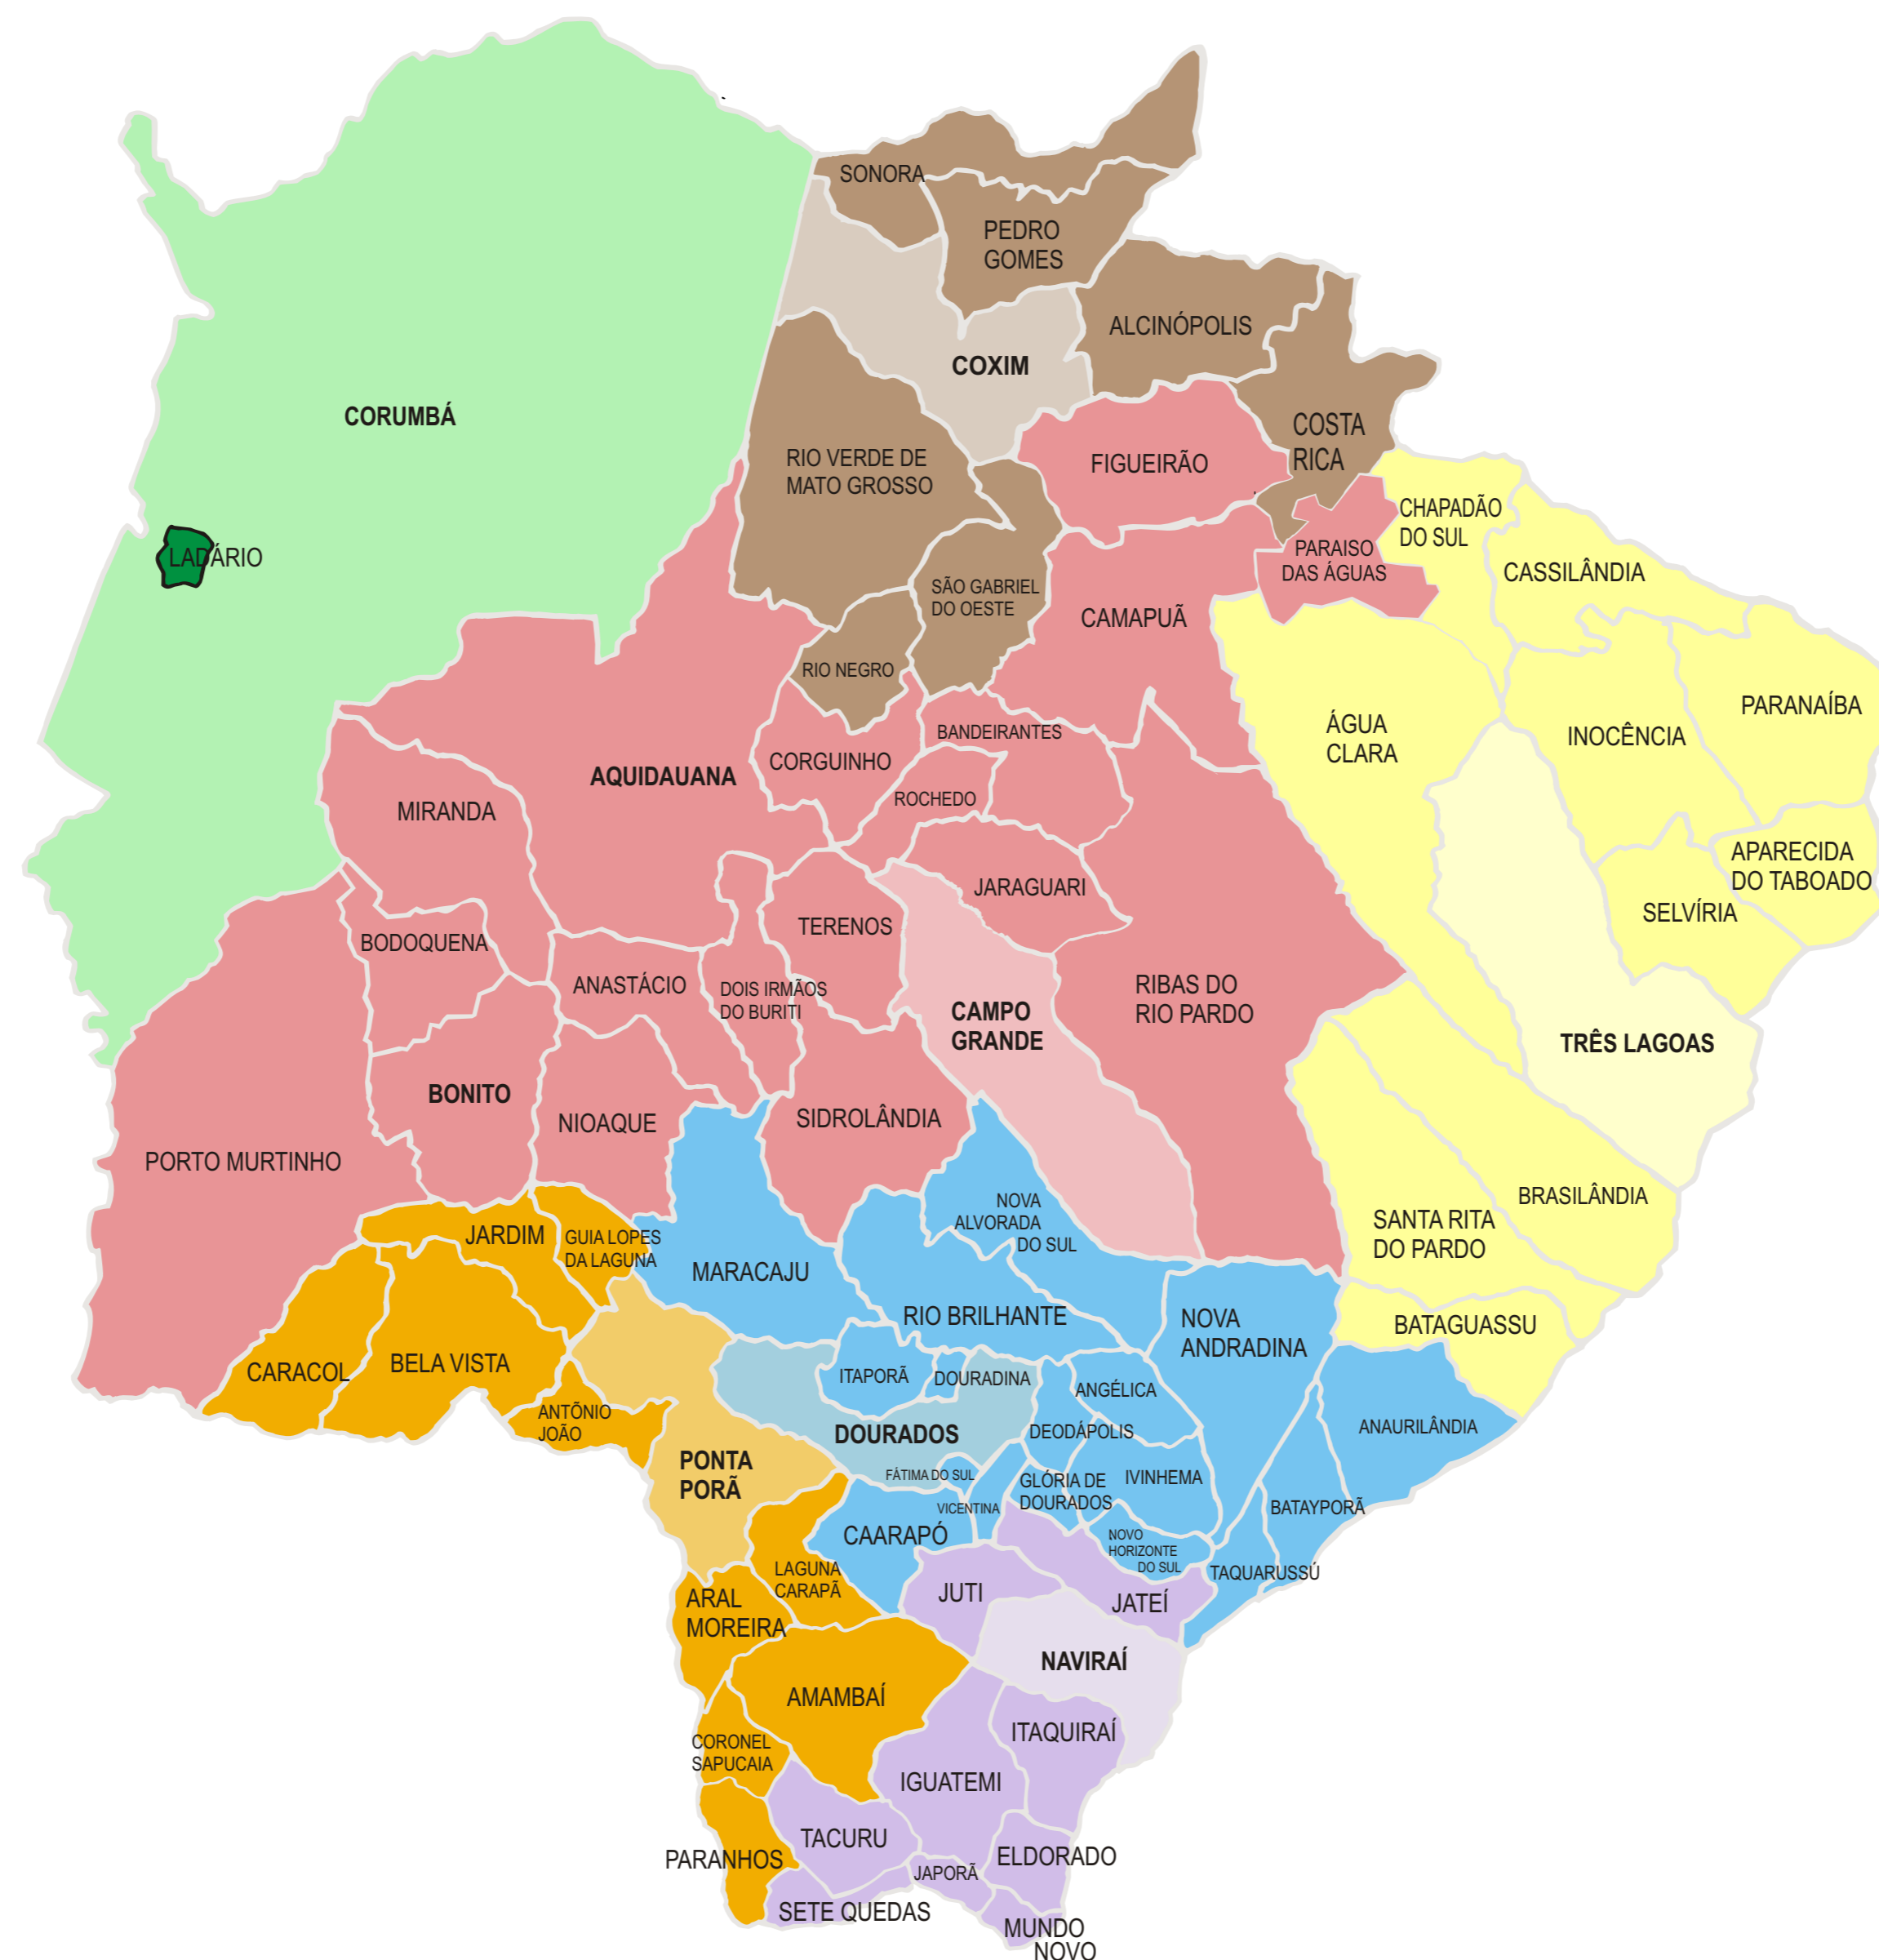 SONORA
PEDRO
GOMES
ALCINÓPOLIS
COXIM
CORUMBÁ
COSTA
RICA
RIO VERDE DE
MATO GROSSO
FIGUEIRÃO
CHAPADÃO
DO SUL
LADÁRIO
PARAISO
DAS ÁGUAS
CASSILÂNDIA
SÃO GABRIEL
DO OESTE
CAMAPUÃ
RIO NEGRO
PARANAÍBA
ÁGUA
CLARA
INOCÊNCIA
BANDEIRANTES
CORGUINHO
AQUIDAUANA
ROCHEDO
MIRANDA
APARECIDA
DO TABOADO
JARAGUARI
SELVÍRIA
TERENOS
BODOQUENA
ANASTÁCIO
DOIS IRMÃOS
DO BURITI
RIBAS DO
RIO PARDO
CAMPO
GRANDE
TRÊS LAGOAS
BONITO
NIOAQUE
SIDROLÂNDIA
PORTO MURTINHO
BRASILÂNDIA
NOVA
ALVORADA
DO SUL
SANTA RITA
DO PARDO
JARDIM
GUIA LOPES
DA LAGUNA
MARACAJU
RIO BRILHANTE
NOVA
ANDRADINA
BATAGUASSU
CARACOL
BELA VISTA
ITAPORÃ
DOURADINA
ANGÉLICA
ANTÕNIO
JOÃO
DOURADOS
DEODÁPOLIS
ANAURILÂNDIA
PONTA
PORÃ
FÁTIMA DO SUL
GLÓRIA DE
DOURADOS
IVINHEMA
VICENTINA
BATAYPORÃ
CAARAPÓ
NOVO
HORIZONTE
DO SUL
LAGUNA
CARAPÃ
TAQUARUSSÚ
JUTI
JATEÍ
ARAL
MOREIRA
NAVIRAÍ
AMAMBAÍ
ITAQUIRAÍ
CORONEL
SAPUCAIA
IGUATEMI
TACURU
PARANHOS
ELDORADO
JAPORÃ
SETE QUEDAS
MUNDO
NOVO